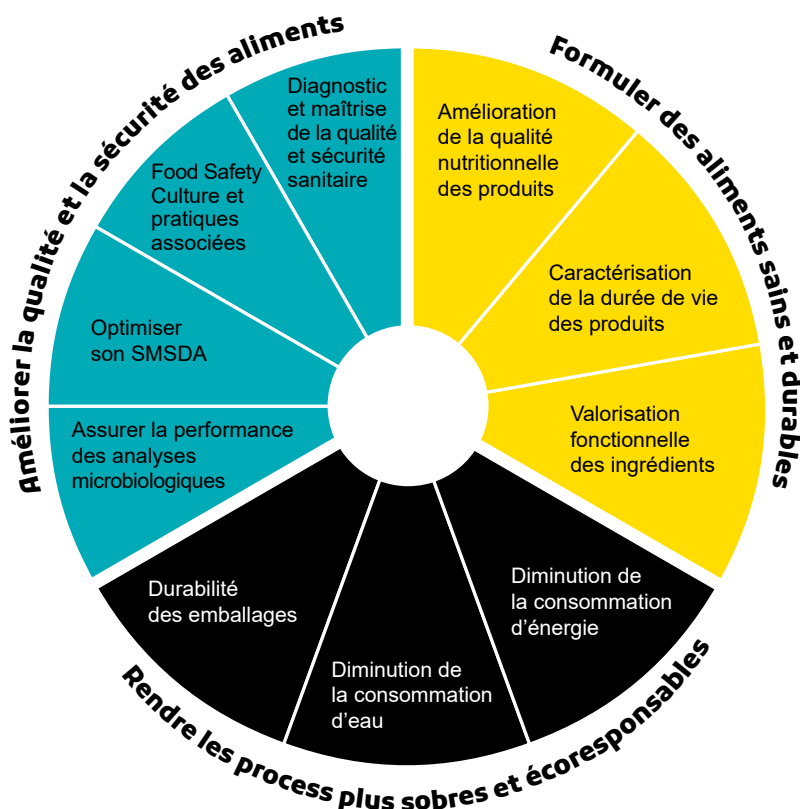 Améliorer la qualité et la sécurité des aliments
Diagnostic
et maîtrise
de la qualité
et sécurité
sanitaire
Food Safety
Culture et
pratiques
associées
Optimiser
son SMSDA
Assurer la performance
des analyses
microbiologiques
Formuler des aliments sains et durables
Amélioration
de la qualité
nutritionnelle
des produits
Caractérisation
de la durée de vie
des produits
Valorisation
fonctionnelle
des ingrédients
Rendre les process plus sobres et écoresponsables
Durabilité
des emballages
Diminution de
la consommation
d'eau
Diminution de
la consommation
d'énergie